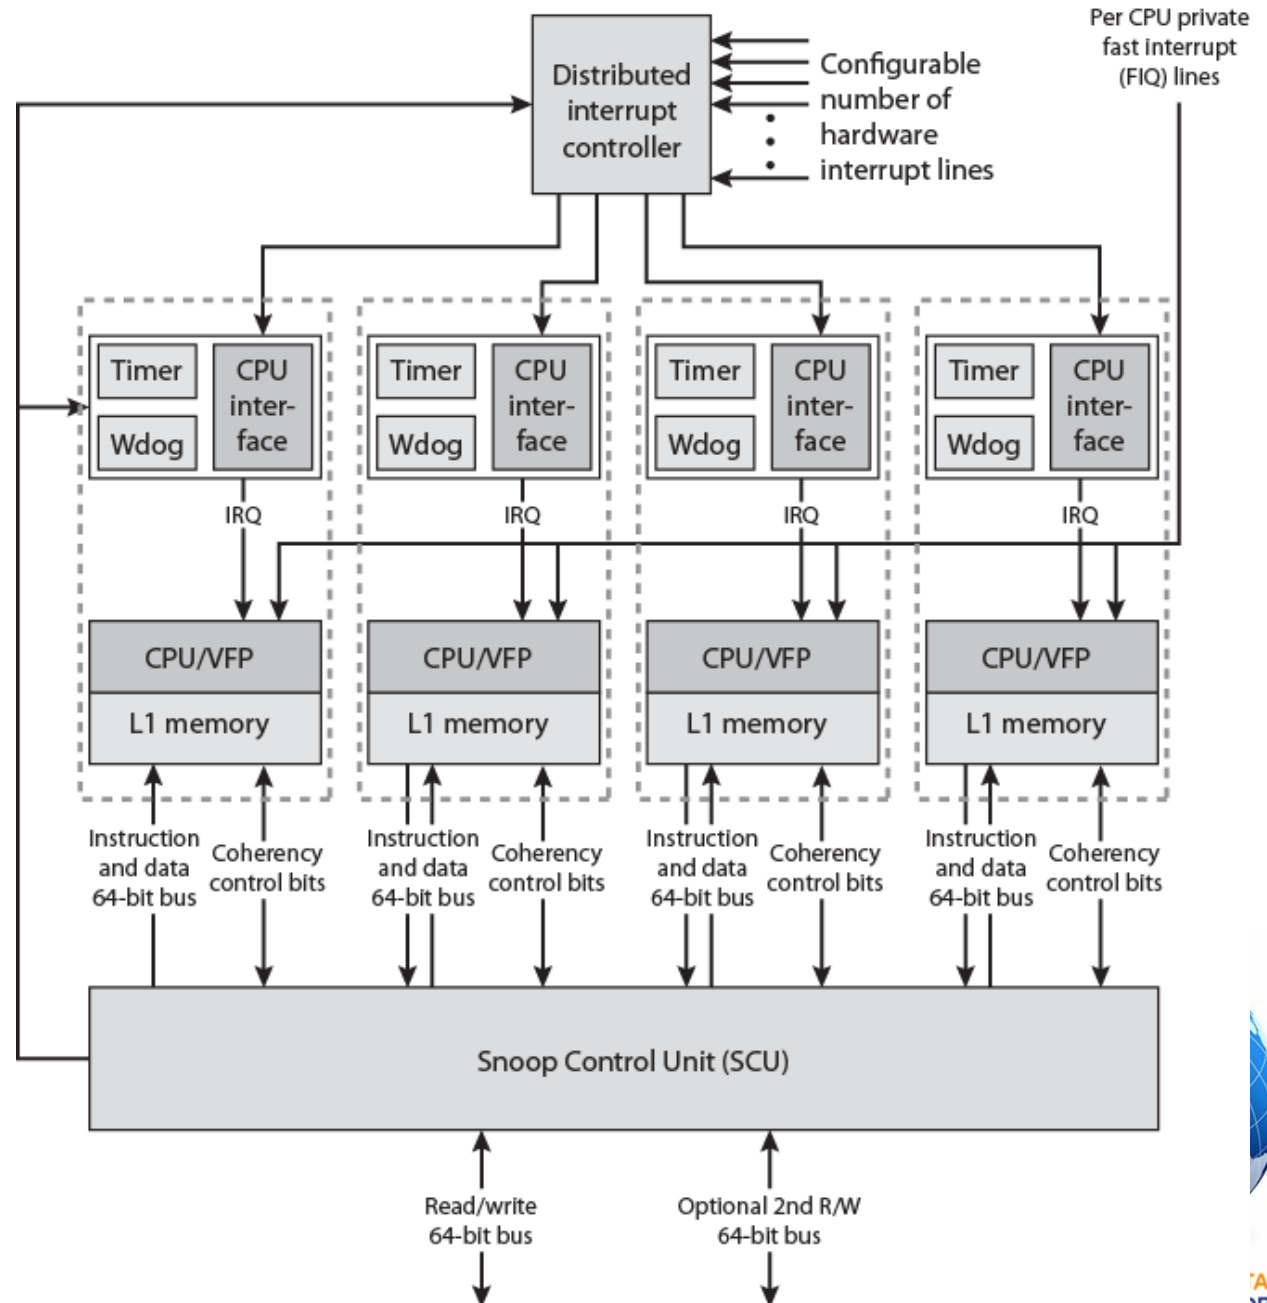 Per CPU private
fast interrupt
(FIQ) lines
Distributed
interrupt
controller
Configurable
number of
hardware
interrupt lines
Timer
Wdog
CPU
inter-
face
Timer
Wdog
CPU
inter-
face
Timer
Wdog
CPU
inter-
face
Timer
Wdog
CPU
inter-
face
IRQ
IRQ
IRQ
IRQ
CPU/VFP
L1 memory
CPU/VFP
L1 memory
CPU/VFP
L1 memory
CPU/VFP
L1 memory
Instruction
and data
64-bit bus
Coherency
control bits
Instruction
and data
64-bit bus
Coherency
control bits
Instruction
and data
64-bit bus
Coherency
control bits
Instruction
and data
64-bit bus
Coherency
control bits
Snoop Control Unit (SCU)
Read/write
64-bit bus
Optional 2nd R/W
64-bit bus